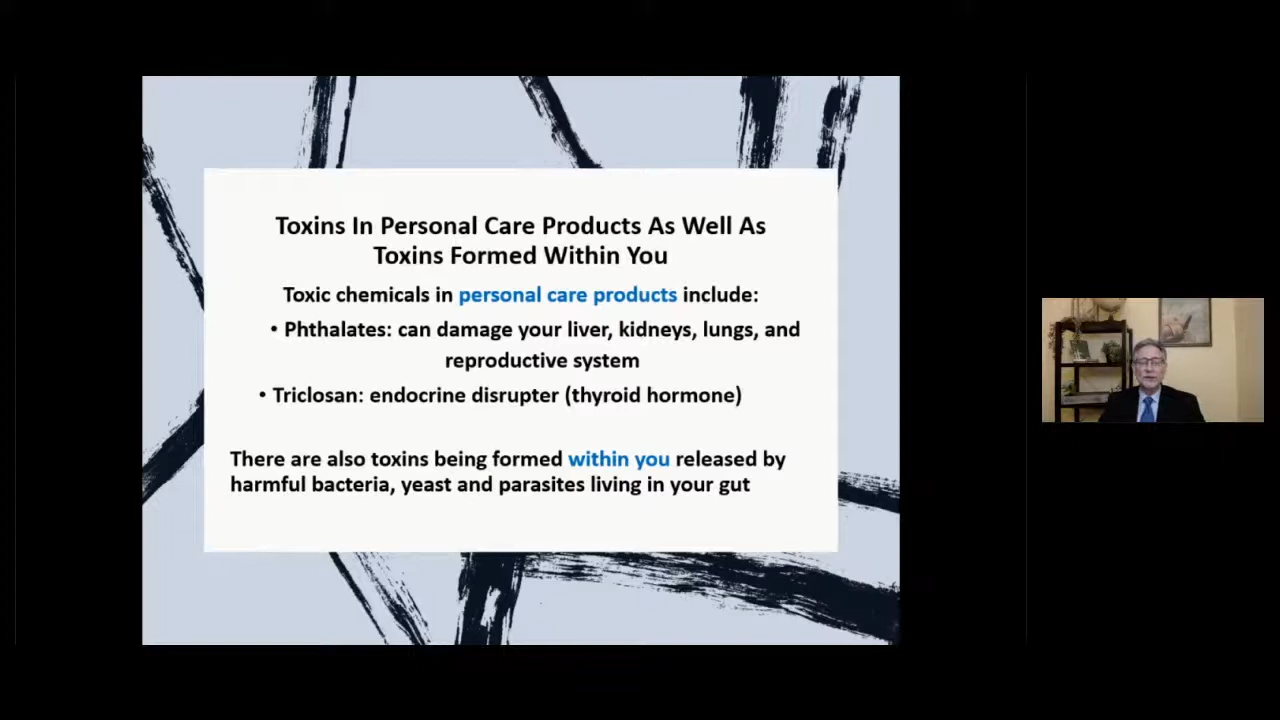 Toxins In Personal Care Products As Well As
Toxins Formed Within You
Toxic chemicals in personal care products include:
• Phthalates: can damage your liver, kidneys, lungs, and
reproductive system
• Triclosan: endocrine disrupter (thyroid hormone)
There are also toxins being formed within you released by
harmful bacteria, yeast and parasites living in your gut